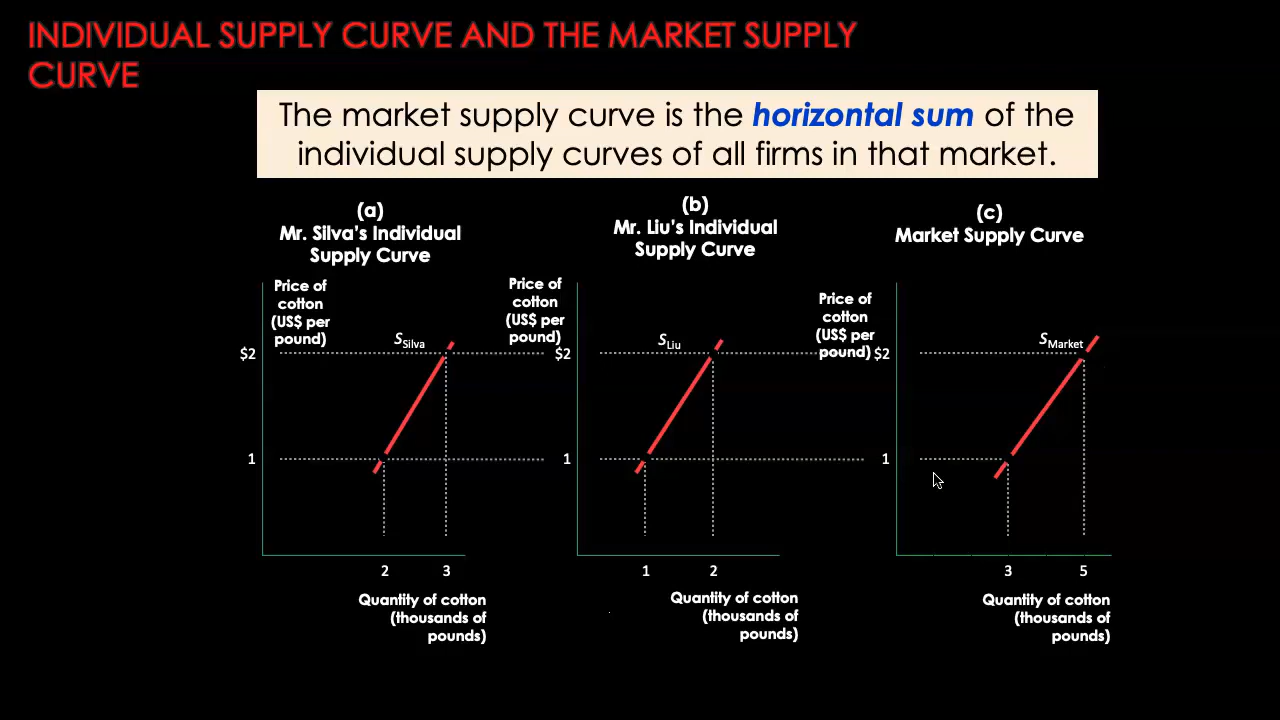 INDIVIDUAL SUPPLY CURVE AND THE MARKET SUPPLY
CURVE
The market supply curve is the horizontal sum of the
individual supply curves of all firms in that market.
(a)
Mr. Silva's Individual
Supply Curve
(b)
Mr. Liu's Individual
Supply Curve
(c)
Market Supply Curve
Price of
cotton
(US$ per
pound)
$2
1
SSilva
2 3
Quantity of cotton
(thousands of
pounds)
Price of
cotton
(US$ per
pound)
$2
1
SLiu
1 2
Quantity of cotton
(thousands of
pounds)
Price of
cotton
(US$ per
pound)
$2
1
SMarket
3 5
Quantity of cotton
(thousands of
pounds)